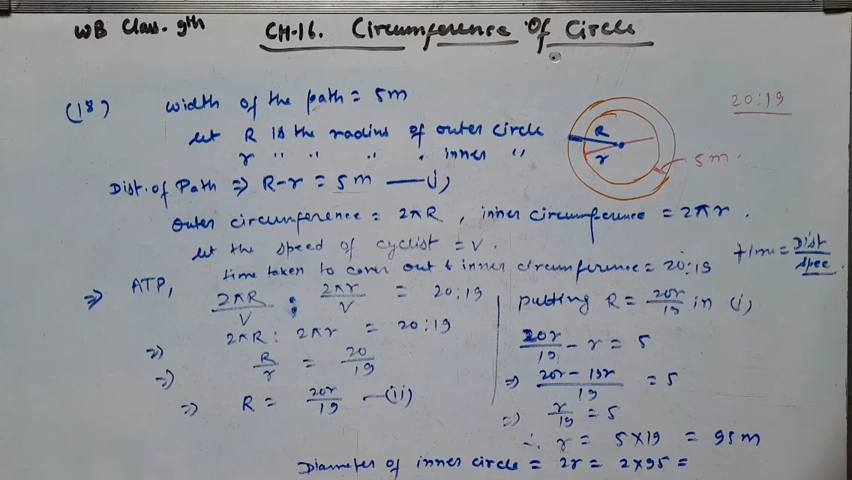 WB Class. 9th CH-16. Circumference Of Circle
(18) width of the path = 5m
20:19
let R is the radius of outer circle
r " " " " inner "
R
r
5m.
Dist. of Path ⇒ R-r = 5m —(i)
Outer circumference = 2πR, inner circumference = 2πr.
let the speed of cyclist = V.
time taken to cover out & inner circumference = 20:19
time = Dist/Spee
⇒ ATP, 2πR/V : 2πr/V = 20:19
⇒ 2πR : 2πr = 20:19
⇒ R/r = 20/19
⇒ R = 20r/19 —(ii)
putting R = 20r/19 in (i)
20r/19 - r = 5
⇒ (20r - 19r)/19 = 5
⇒ r/19 = 5
∴ r = 5×19 = 95m
Diameter of inner circle = 2r = 2×95 =